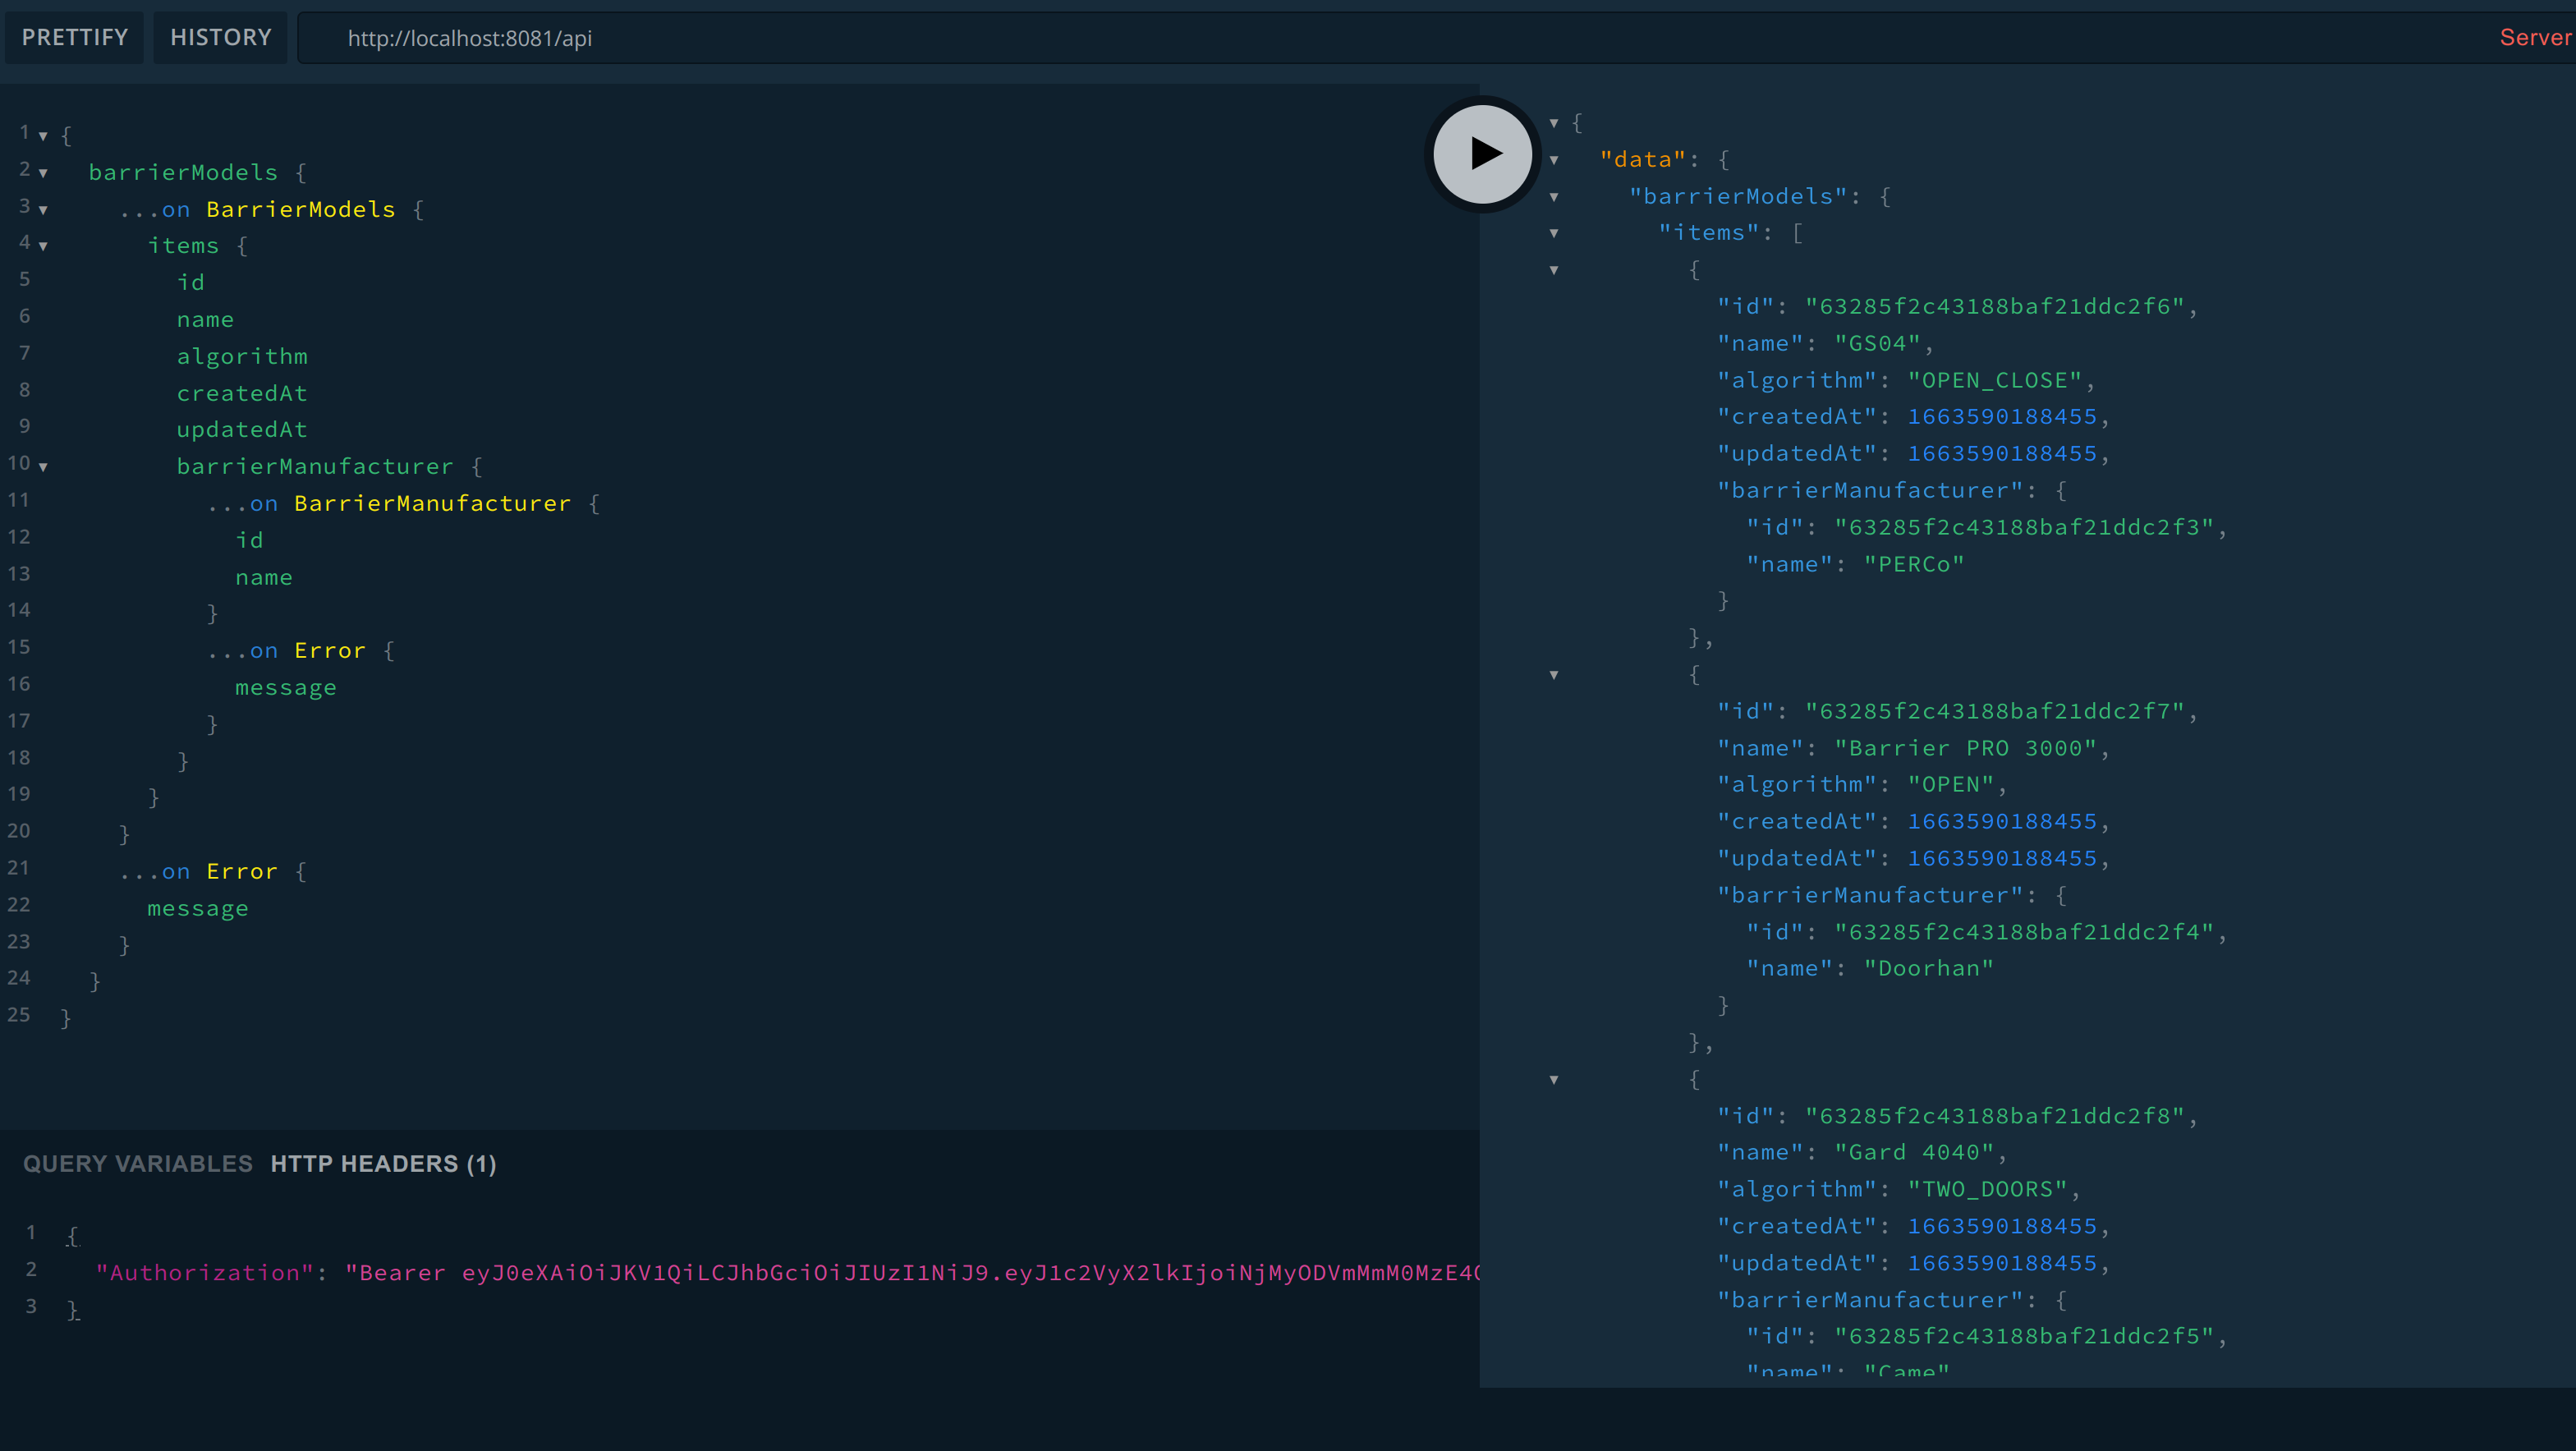 PRETTIFY HISTORY http://localhost:8081/api Server
1 {
2 barrierModels {
3 ...on BarrierModels {
4 items {
5 id
6 name
7 algorithm
8 createdAt
9 updatedAt
10 barrierManufacturer {
11 ...on BarrierManufacturer {
12 id
13 name
14 }
15 ...on Error {
16 message
17 }
18 }
19 }
20 }
21 ...on Error {
22 message
23 }
24 }
25 }
QUERY VARIABLES HTTP HEADERS (1)
1 {
2 "Authorization": "Bearer eyJ0eXAiOiJKV1QiLCJhbGciOiJIUzI1NiJ9.eyJ1c2VyX2lkIjoiNjMyODVmMmM0MzE4
3 }
{
"data": {
"barrierModels": {
"items": [
{
"id": "63285f2c43188baf21ddc2f6",
"name": "GS04",
"algorithm": "OPEN_CLOSE",
"createdAt": 1663590188455,
"updatedAt": 1663590188455,
"barrierManufacturer": {
"id": "63285f2c43188baf21ddc2f3",
"name": "PERCo"
}
},
{
"id": "63285f2c43188baf21ddc2f7",
"name": "Barrier PRO 3000",
"algorithm": "OPEN",
"createdAt": 1663590188455,
"updatedAt": 1663590188455,
"barrierManufacturer": {
"id": "63285f2c43188baf21ddc2f4",
"name": "Doorhan"
}
},
{
"id": "63285f2c43188baf21ddc2f8",
"name": "Gard 4040",
"algorithm": "TWO_DOORS",
"createdAt": 1663590188455,
"updatedAt": 1663590188455,
"barrierManufacturer": {
"id": "63285f2c43188baf21ddc2f5",
"name": "Came"